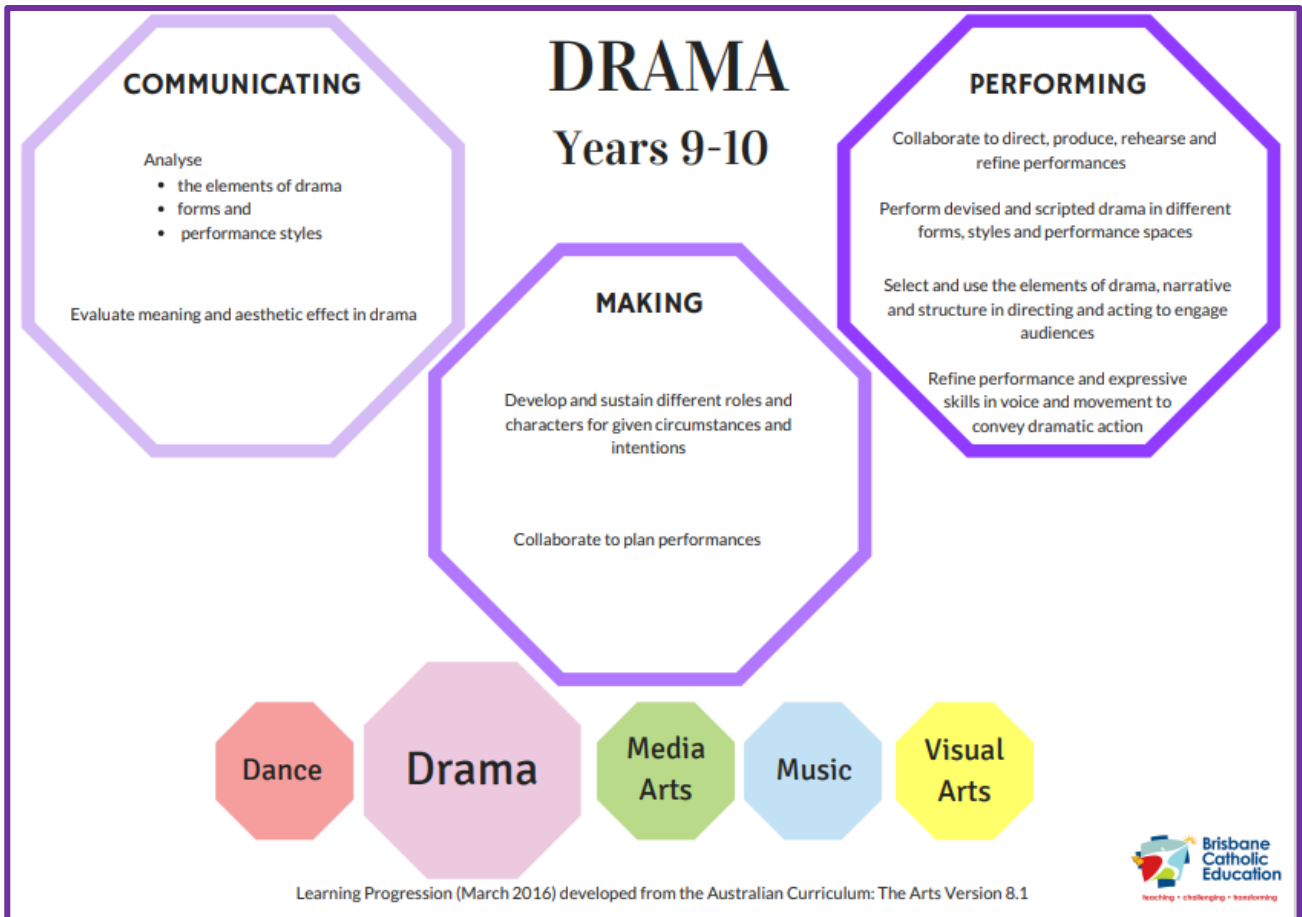 DRAMA
Years 9-10
COMMUNICATING
Analyse
• the elements of drama
• forms and
• performance styles
Evaluate meaning and aesthetic effect in drama
MAKING
Develop and sustain different roles and
characters for given circumstances and
intentions
Collaborate to plan performances
PERFORMING
Collaborate to direct, produce, rehearse and
refine performances
Perform devised and scripted drama in different
forms, styles and performance spaces
Select and use the elements of drama, narrative
and structure in directing and acting to engage
audiences
Refine performance and expressive
skills in voice and movement to
convey dramatic action
Dance
Drama
Media
Arts
Music
Visual
Arts
Brisbane
Catholic
Education
teaching • challenging • transforming
Learning Progression (March 2016) developed from the Australian Curriculum: The Arts Version 8.1